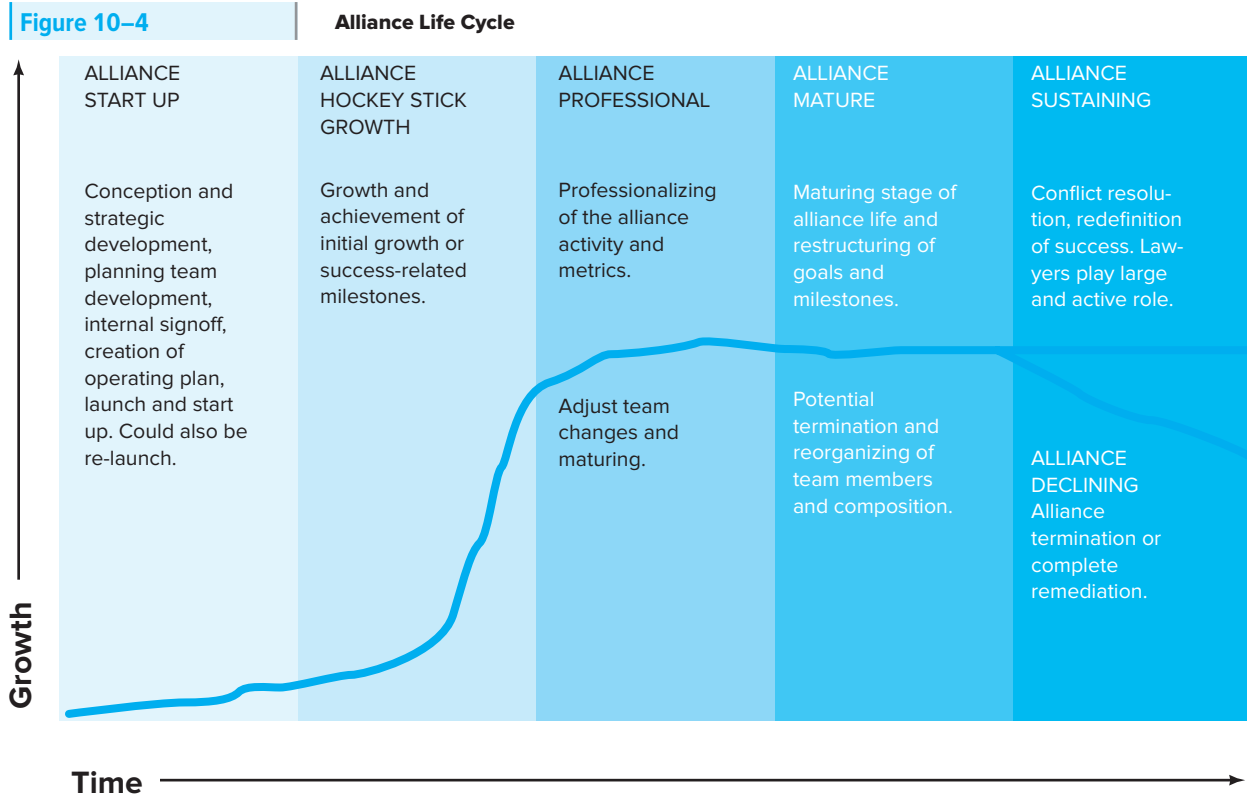 Figure 10–4
Alliance Life Cycle
ALLIANCE
START UP
Conception and
strategic
development,
planning team
development,
internal signoff,
creation of
operating plan,
launch and start
up. Could also be
re-launch.
ALLIANCE
HOCKEY STICK
GROWTH
Growth and
achievement of
initial growth or
success-related
milestones.
ALLIANCE
PROFESSIONAL
Professionalizing
of the alliance
activity and
metrics.
Adjust team
changes and
maturing.
ALLIANCE
MATURE
Maturing stage of
alliance life and
restructuring of
goals and
milestones.
Potential
termination and
reorganizing of
team members
and composition.
ALLIANCE
SUSTAINING
Conflict resolu-
tion, redefinition
of success. Law-
yers play large
and active role.
ALLIANCE
DECLINING
Alliance
termination or
complete
remediation.
Growth
Time